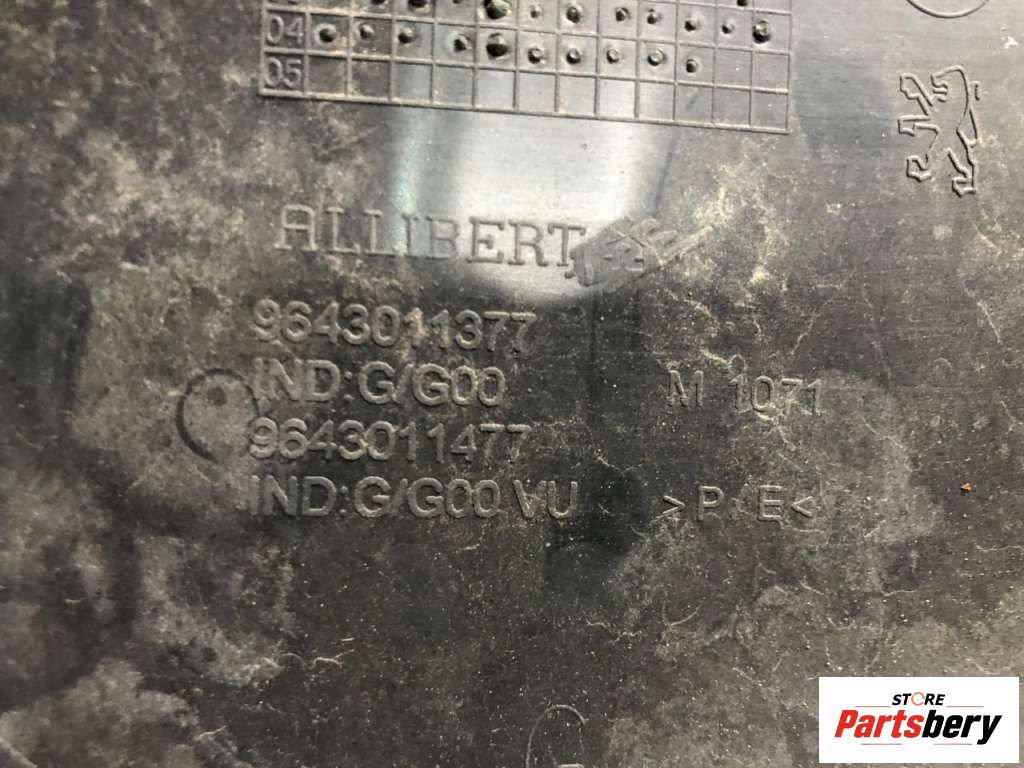 04
05
ALLIBERT
9643011377
IND:G/G00
M 1071
9643011477
IND:G/G00 VU
>P/E<
STORE
Partsbery